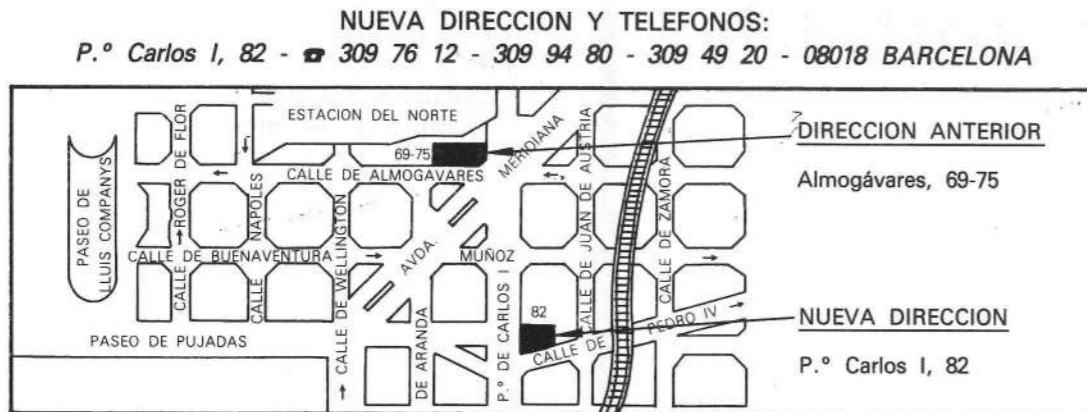 NUEVA DIRECCION Y TELEFONOS:
P.º Carlos I, 82 - ☎ 309 76 12 - 309 94 80 - 309 49 20 - 08018 BARCELONA
ESTACION DEL NORTE
69-75
CALLE DE ALMOGAVARES
PASEO DE
LLUIS COMPANYS
CALLE ROGER DE FLOR
CALLE NAPOLES
CALLE DE WELLINGTON
AVDA. MERIDIANA
CALLE DE JUAN DE AUSTRIA
CALLE DE ZAMORA
CALLE DE BUENAVENTURA MUÑOZ
PASEO DE PUJADAS
DE ARANDA
P.º DE CARLOS I
82
CALLE DE PEDRO IV
DIRECCION ANTERIOR
Almogávares, 69-75
NUEVA DIRECCION
P.º Carlos I, 82